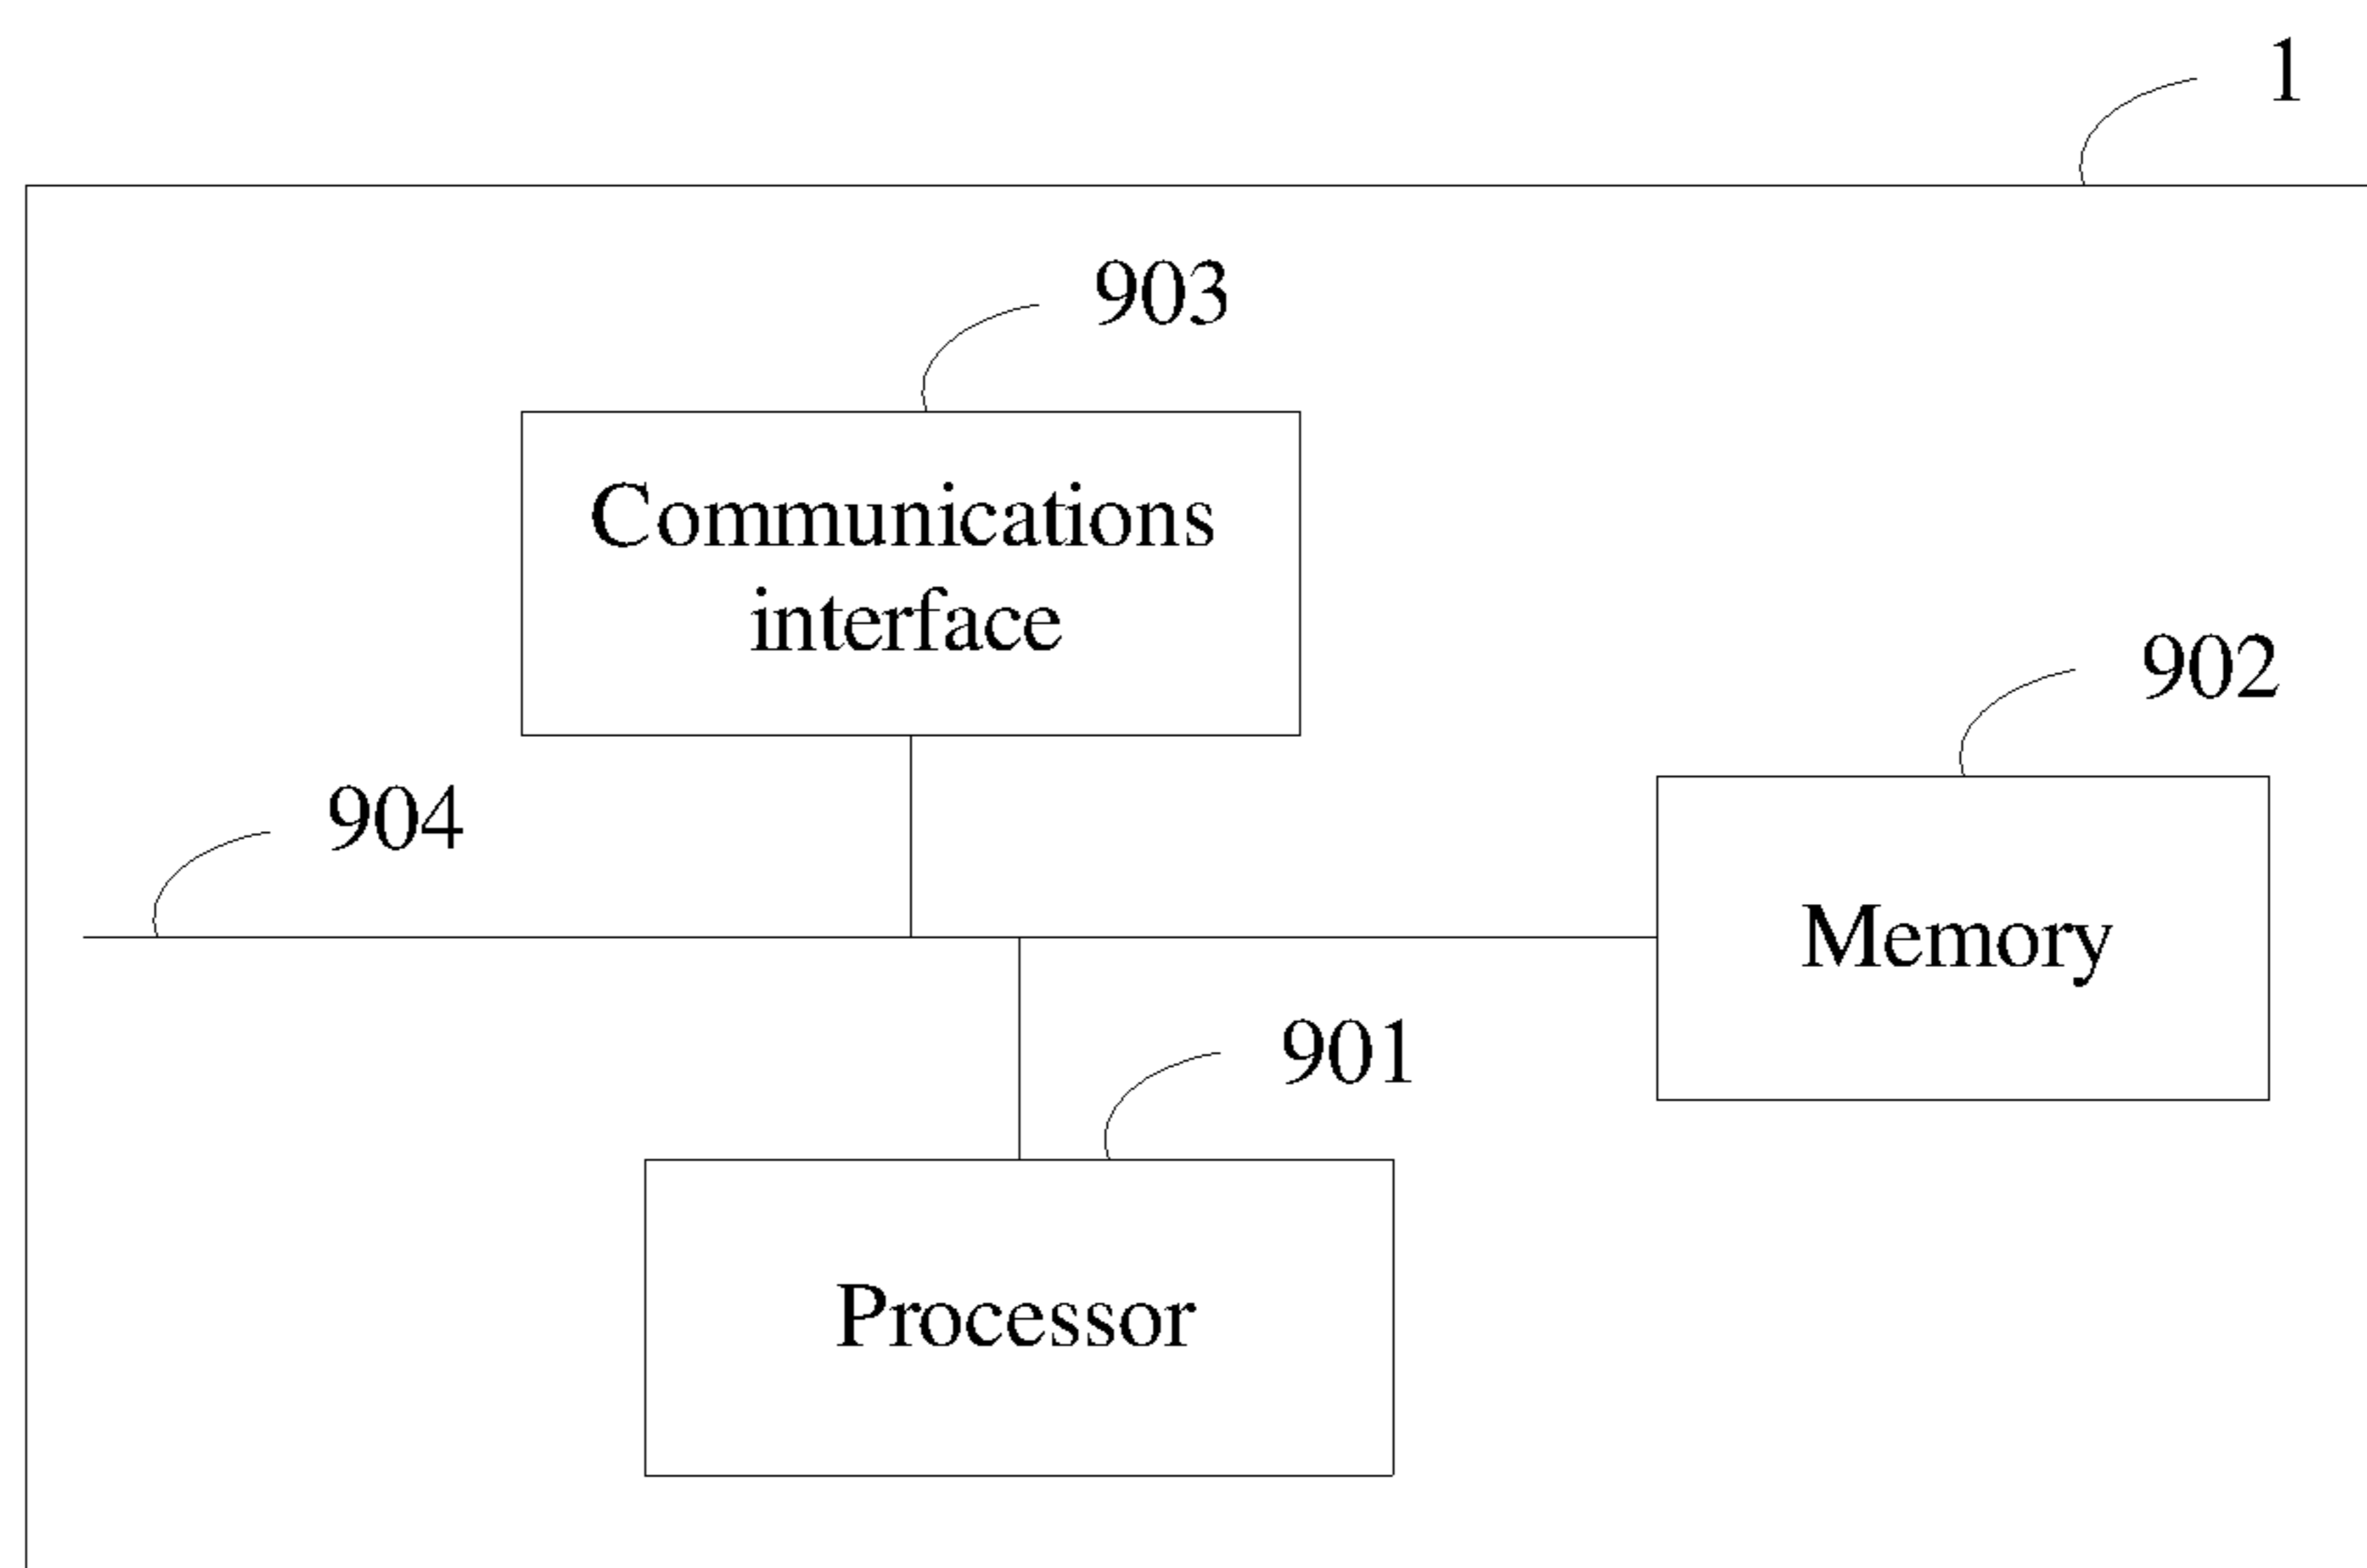 1
903
Communications
interface
902
904
Memory
901
Processor